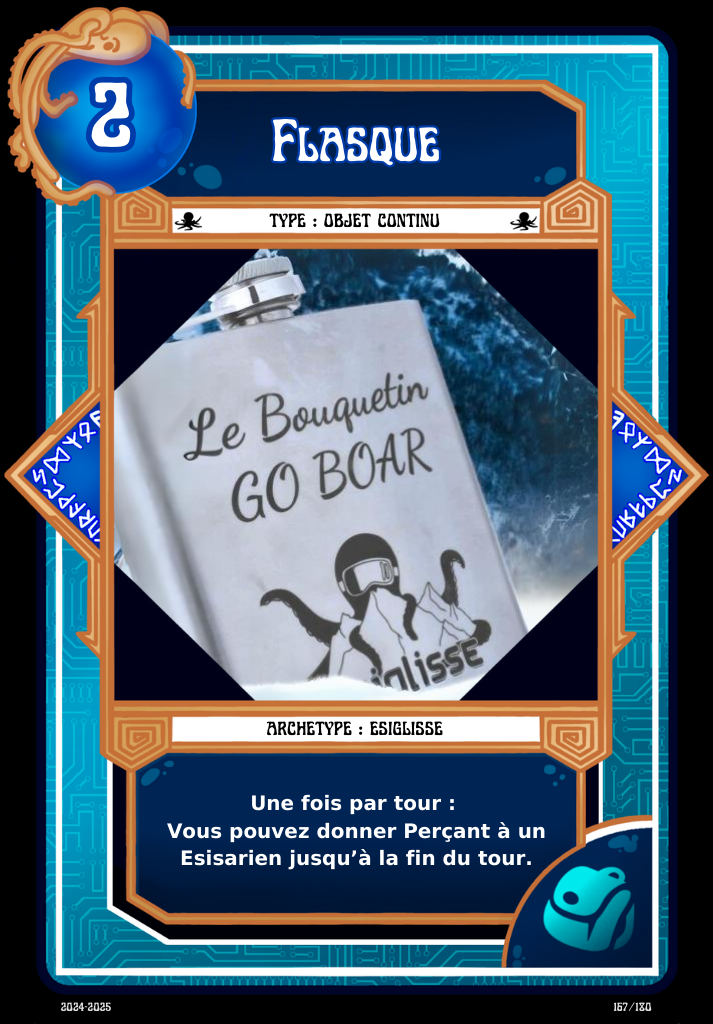 2
FLASQUE
TYPE : OBJET CONTINU
Le Bouquetin
GO BOAR
ARCHETYPE : ESIGLISSE
Une fois par tour :
Vous pouvez donner Perçant à un
Esisarien jusqu’à la fin du tour.
2024-2025
167/180